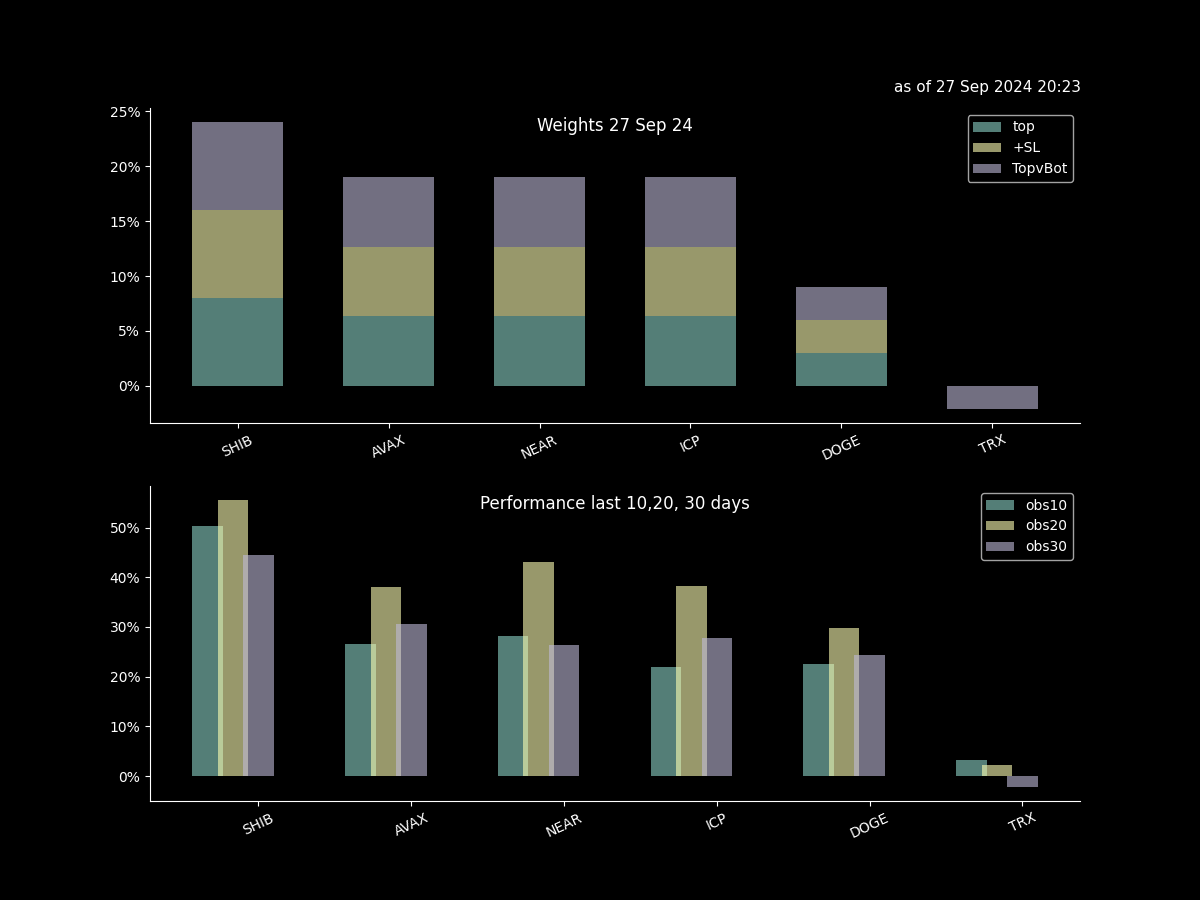 as of 27 Sep 2024 20:23
Weights 27 Sep 24
25%
20%
15%
10%
5%
0%
top
+SL
TopvBot
SHIB
AVAX
NEAR
ICP
DOGE
TRX
Performance last 10,20, 30 days
50%
40%
30%
20%
10%
0%
obs10
obs20
obs30
SHIB
AVAX
NEAR
ICP
DOGE
TRX